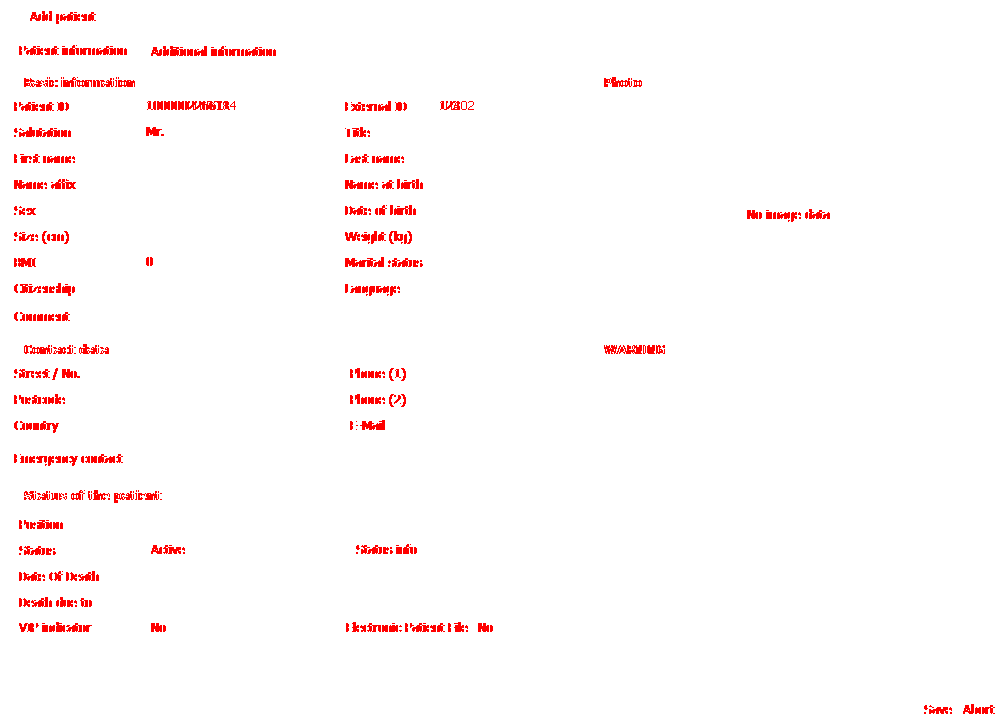 Add patient
Patient information Additional information
Basic information Photo
Patient ID External ID
Salutation Mr. Title
First name Last name
Name affix Name at birth
Sex Date of birth No image data
Size (cm) Weight (kg)
BMI 0 Marital status
Citizenship Language
Comment
Contact data WARNING
Street / No. Phone (1)
Postcode Phone (2)
Country E-Mail
Emergency contact
Status of the patient
Position
Status Active Status info
Date Of Death
Death due to
VIP indicator No Electronic Patient File No
Save Abort